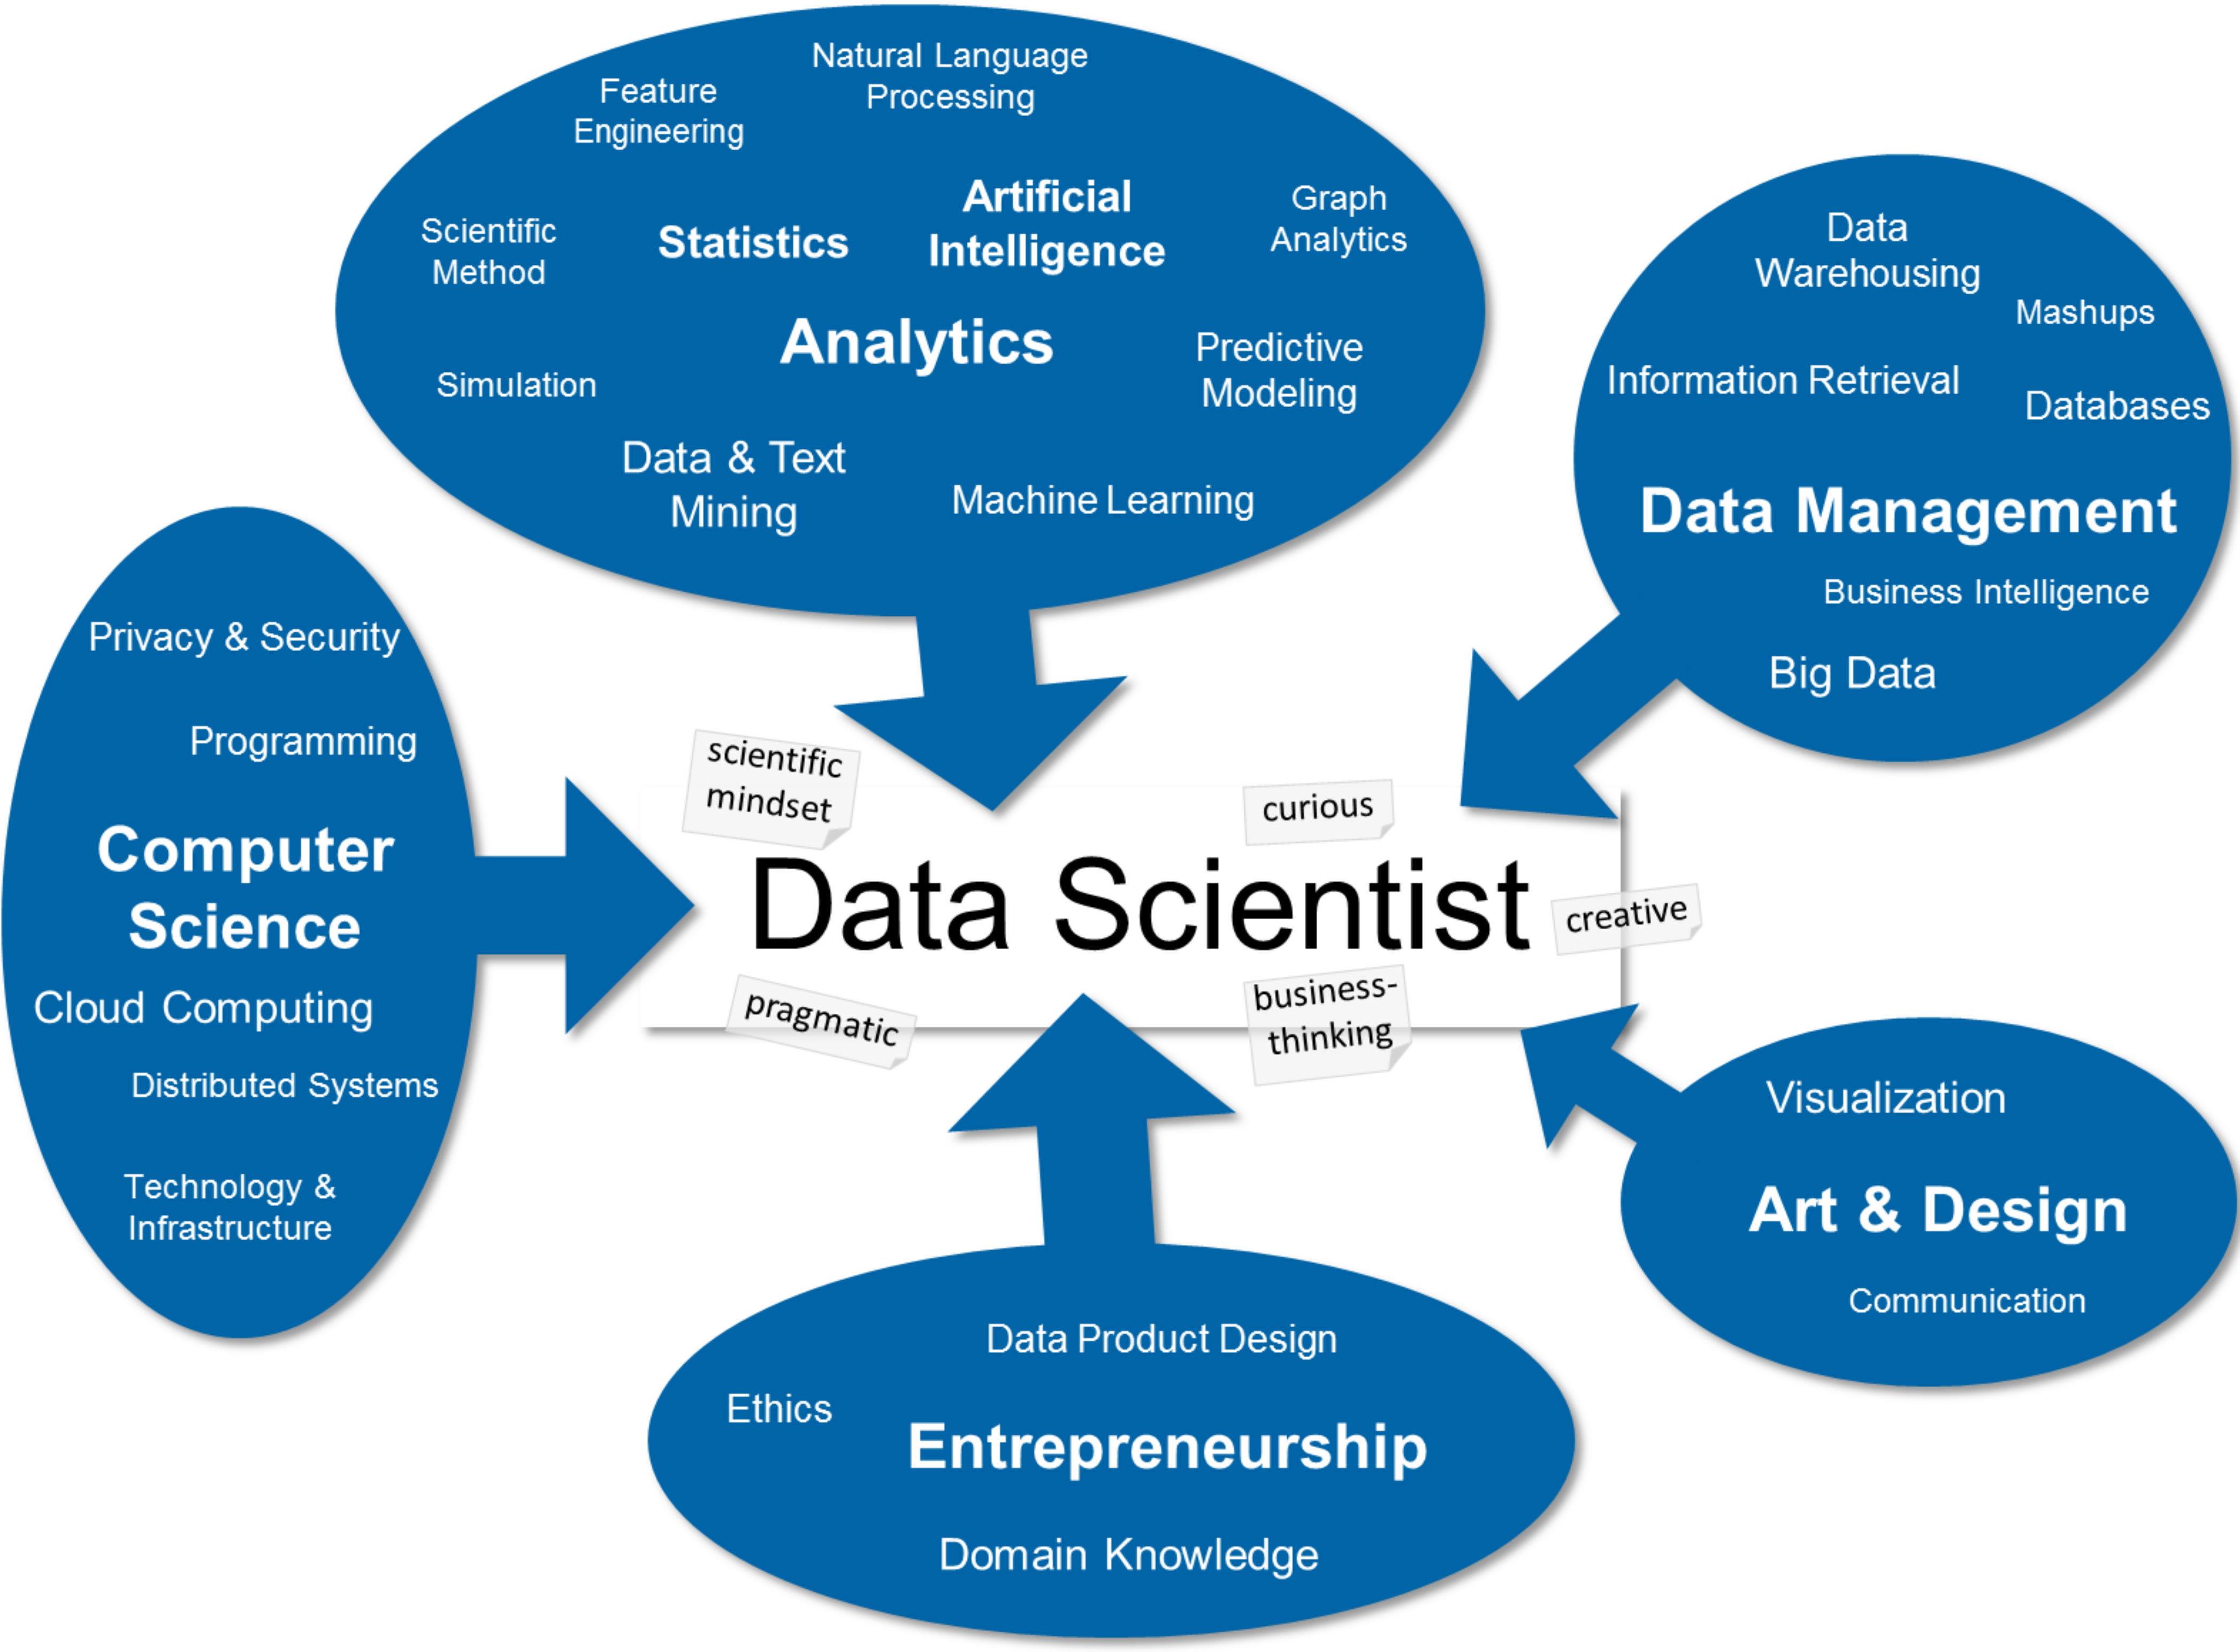 Natural Language
Processing
Feature
Engineering
Artificial
Intelligence
Graph
Analytics
Scientific
Method
Statistics
Analytics
Predictive
Modeling
Simulation
Data & Text
Mining
Machine Learning
Data
Warehousing
Mashups
Information Retrieval
Databases
Data Management
Business Intelligence
Big Data
Privacy & Security
Programming
Computer
Science
Cloud Computing
Distributed Systems
Technology &
Infrastructure
scientific
mindset
curious
Data Scientist
creative
pragmatic
business-
thinking
Visualization
Art & Design
Communication
Data Product Design
Ethics
Entrepreneurship
Domain Knowledge